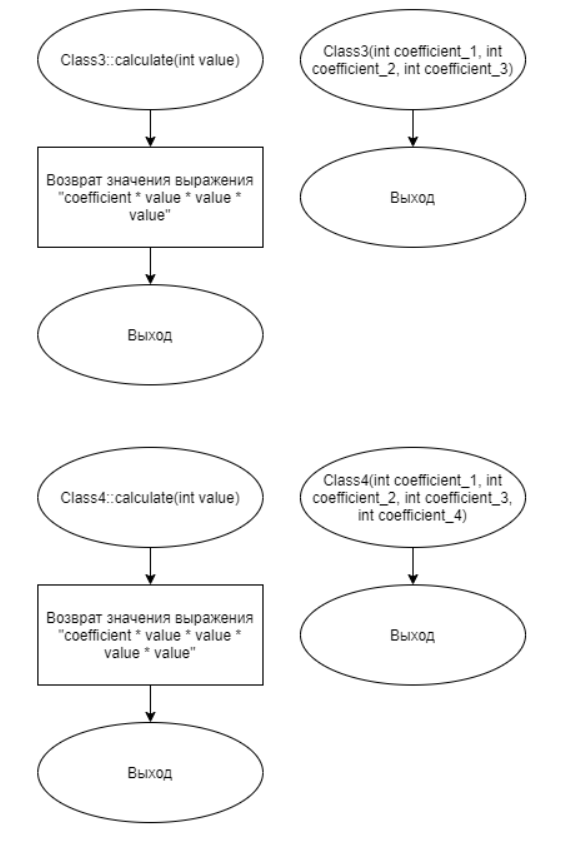 Class3::calculate(int value)
Возврат значения выражения
"coefficient * value * value *
value"
Выход
Class3(int coefficient_1, int
coefficient_2, int coefficient_3)
Выход
Class4::calculate(int value)
Возврат значения выражения
"coefficient * value * value *
value * value"
Выход
Class4(int coefficient_1, int
coefficient_2, int coefficient_3,
int coefficient_4)
Выход